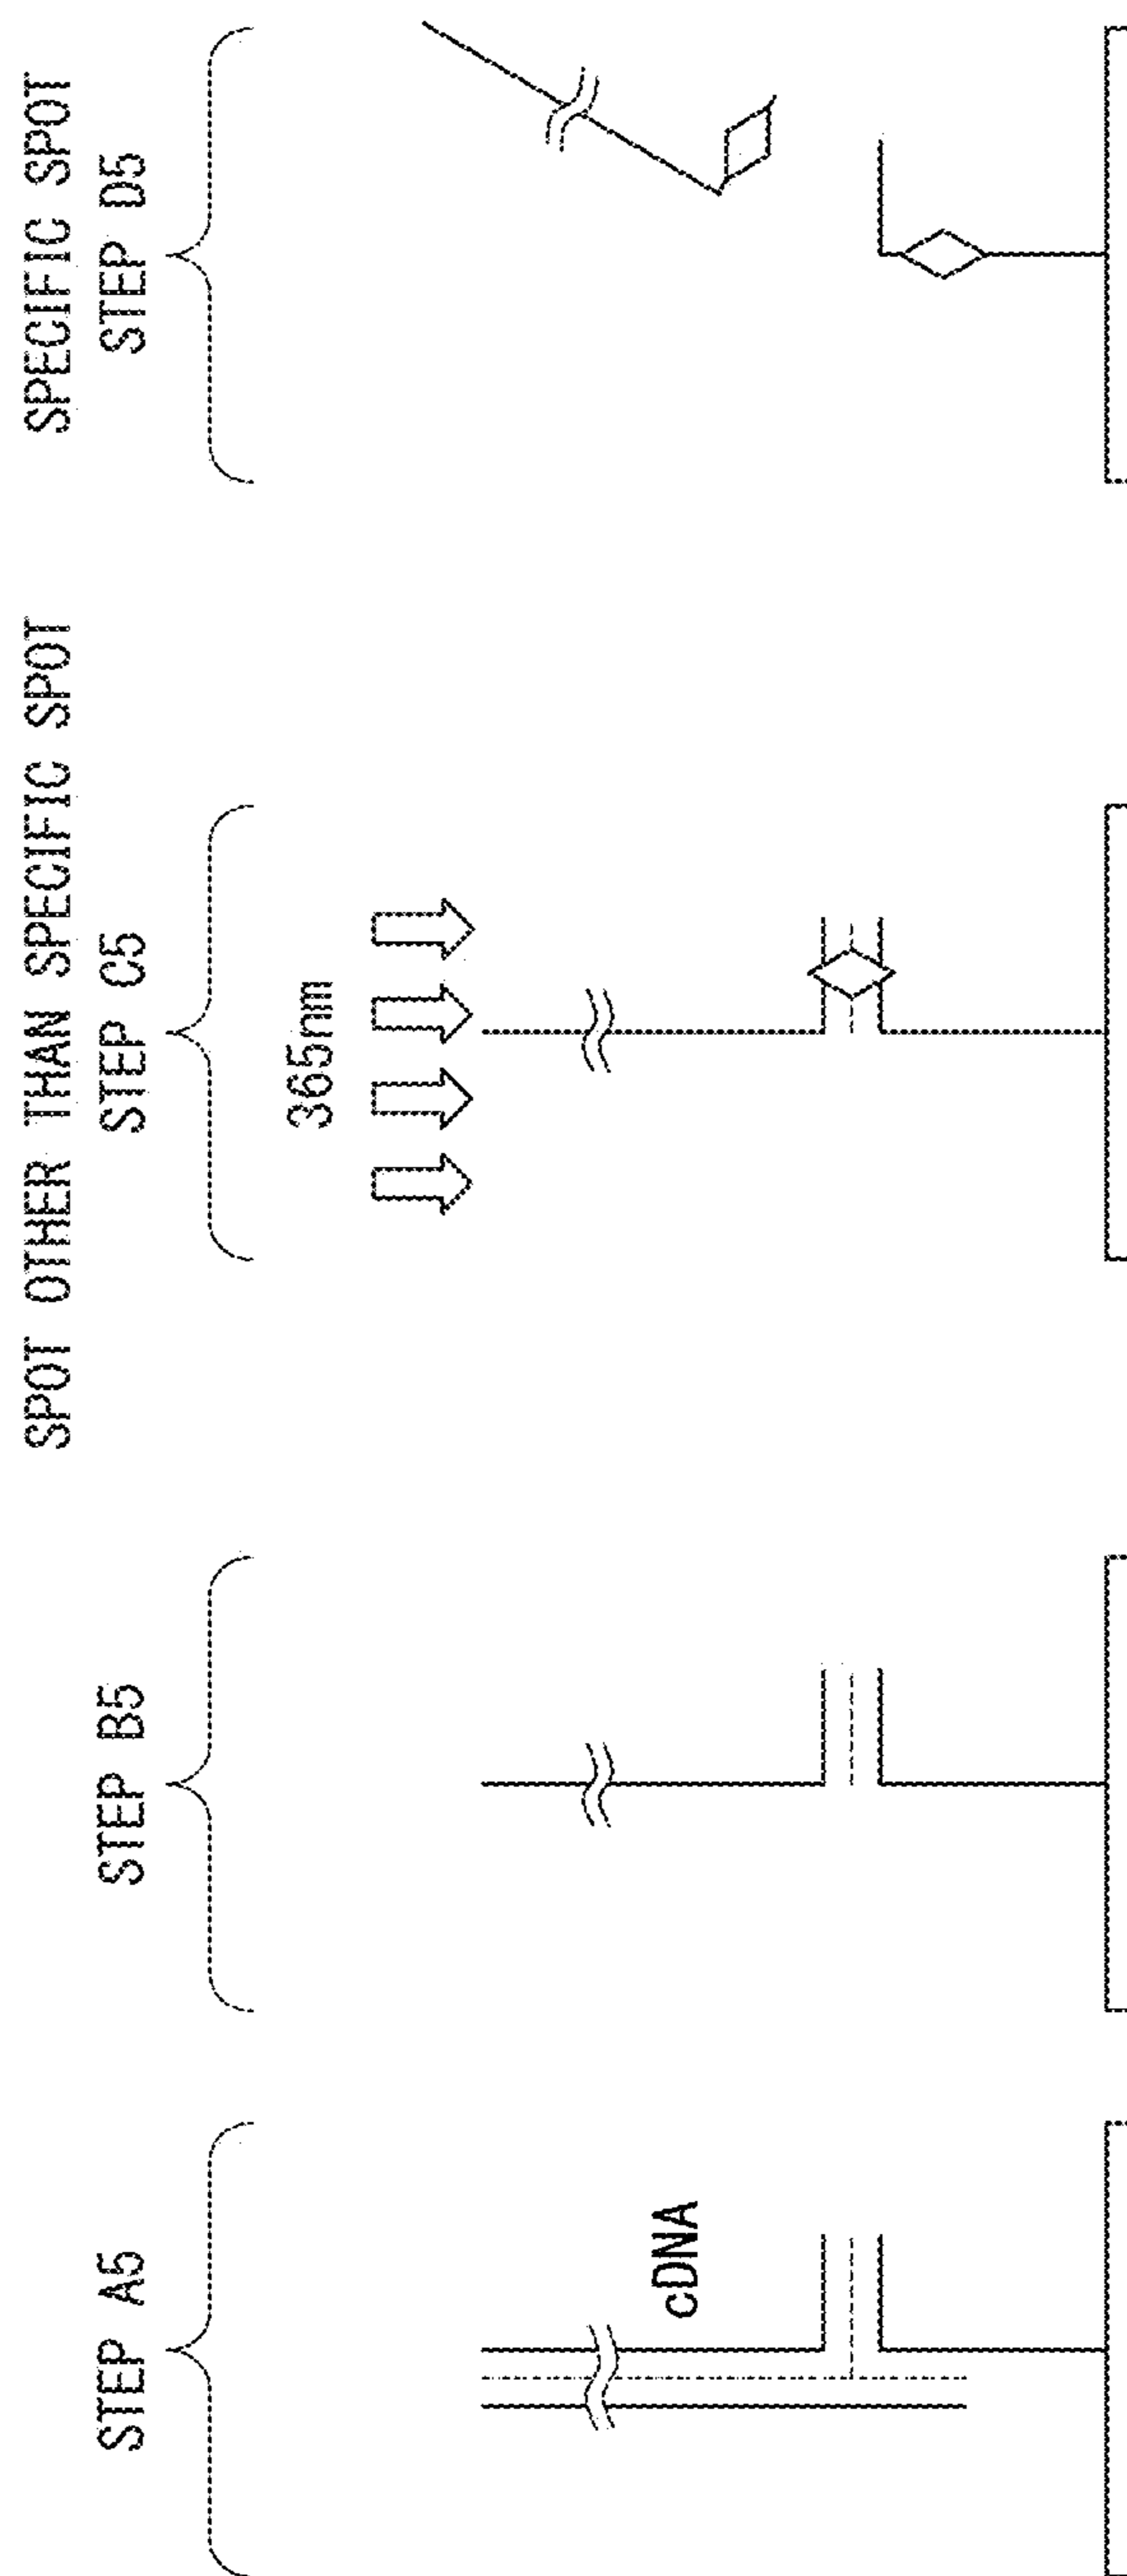 STEP A5
cDNA
STEP B5
SPOT OTHER THAN SPECIFIC SPOT
STEP C5
365nm
SPECIFIC SPOT
STEP D5